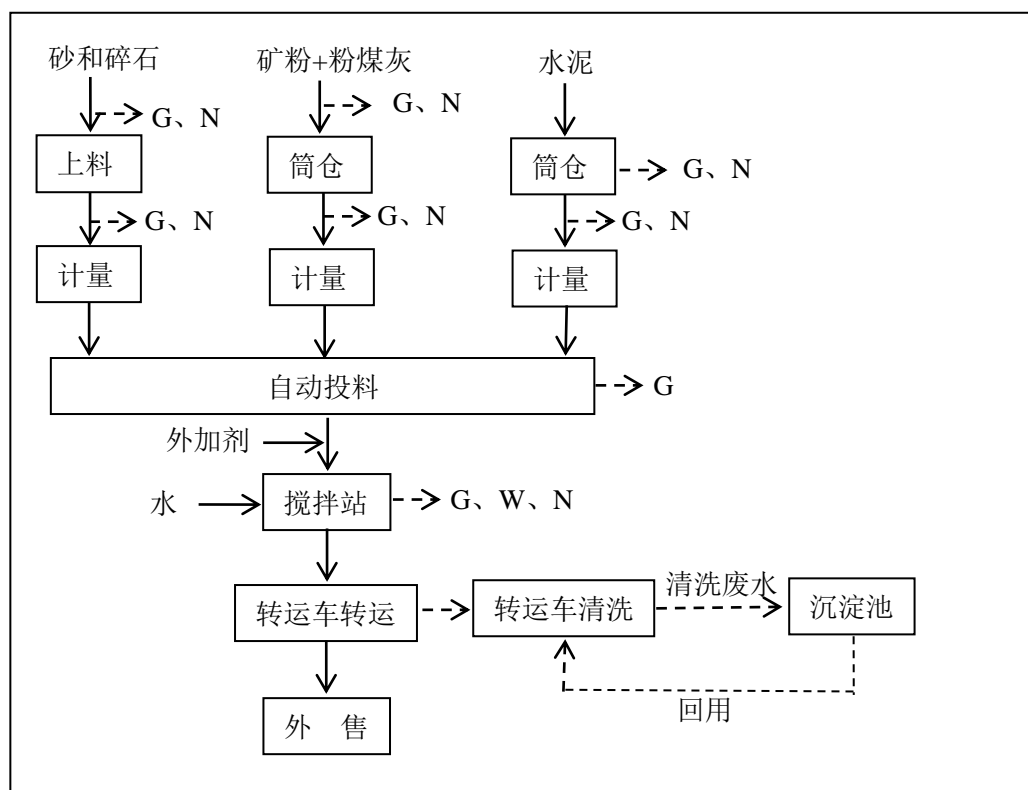 砂和碎石
矿粉+粉煤灰
水泥
G、N
G、N
上料
筒仓
筒仓
G、N
G、N
G、N
G、N
计量
计量
计量
自动投料
G
外加剂
水
搅拌站
G、W、N
转运车转运
转运车清洗
清洗废水
沉淀池
回用
外 售